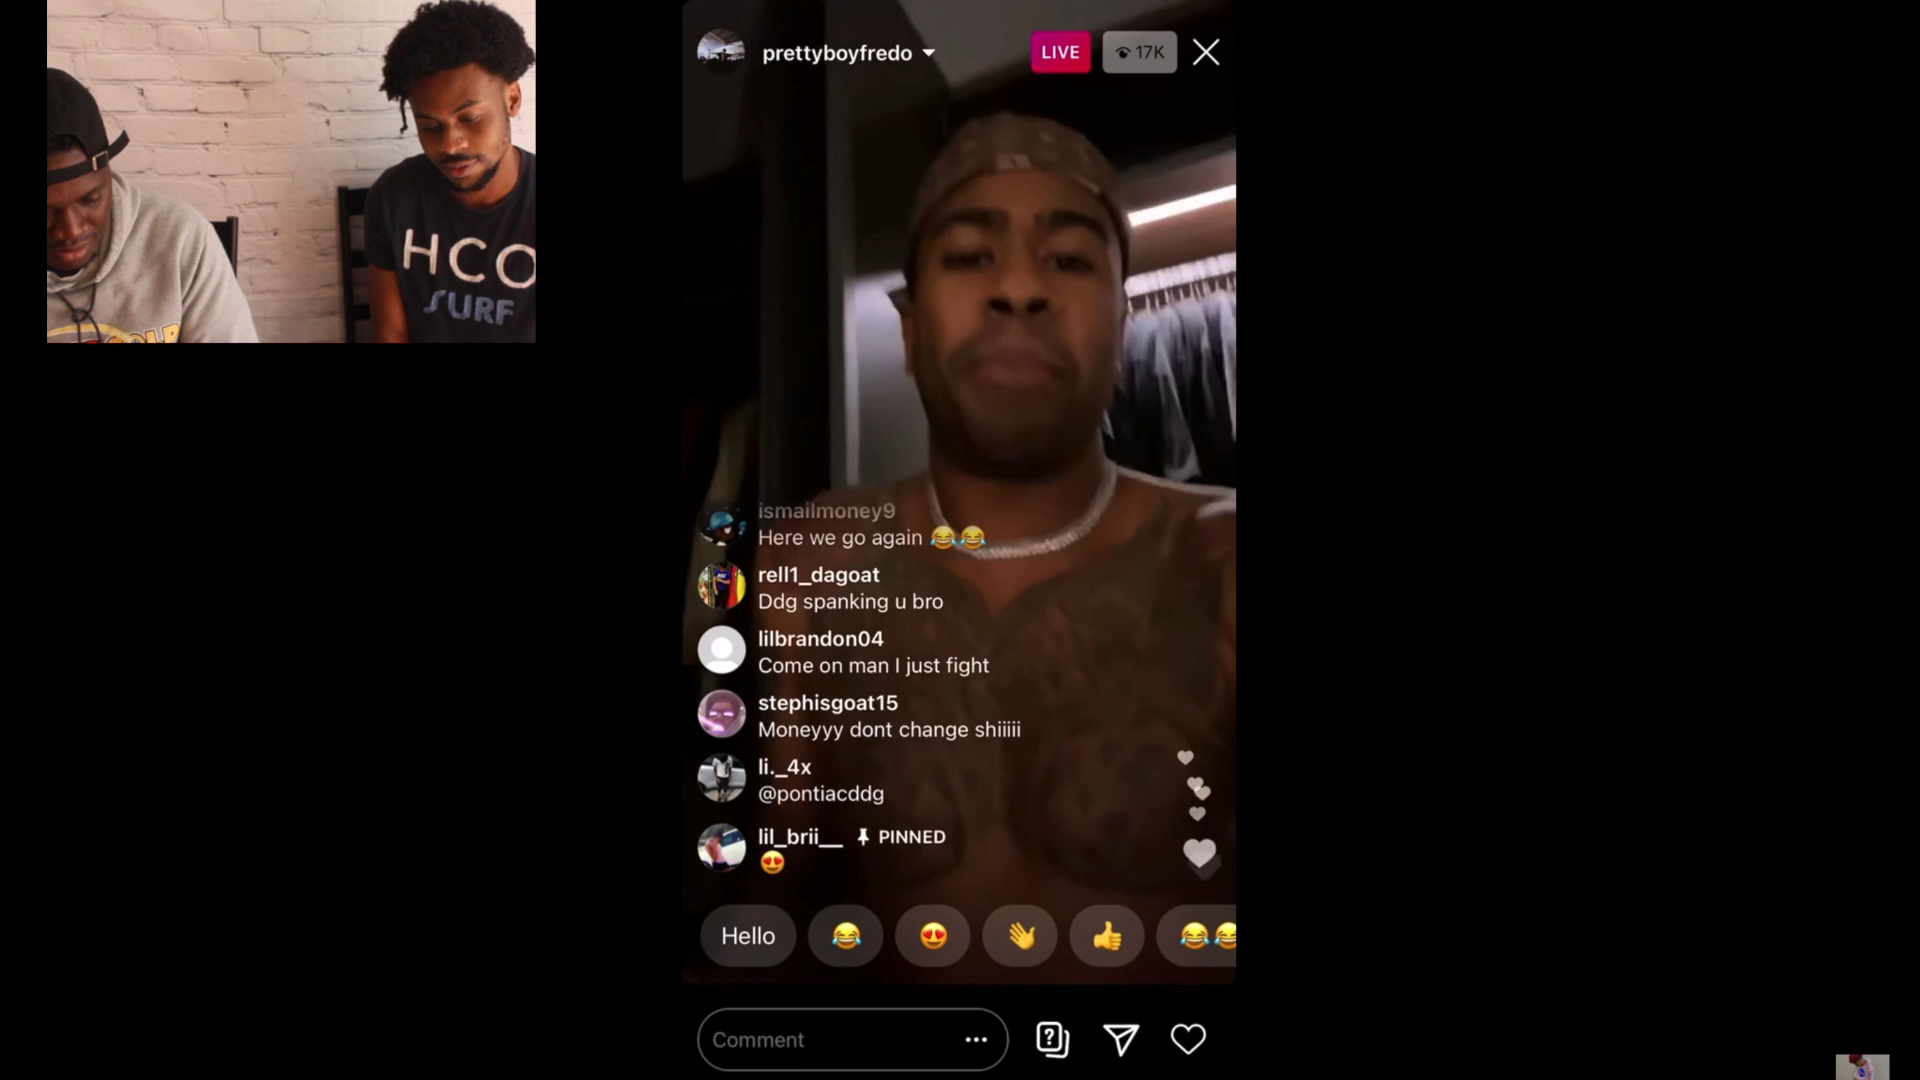 HCO
SURF
prettyboyfredo
LIVE
17K
ismailmoney9
Here we go again 😂😂
rell1_dagoat
Ddg spanking u bro
lilbrandon04
Come on man I just fight
stephisgoat15
Moneyyy dont change shiiiii
li._4x
@pontiacddg
lil_brii__ PINNED
😍
Hello 😂 😍 👋 👍 😂😂
Comment